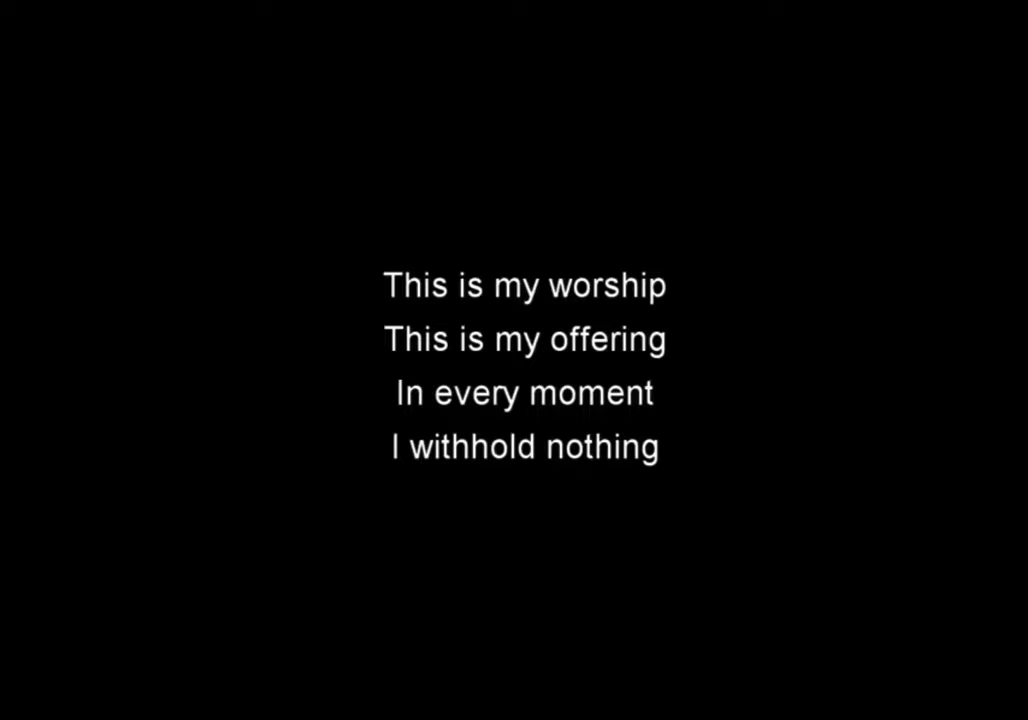 This is my worship
This is my offering
In every moment
I withhold nothing